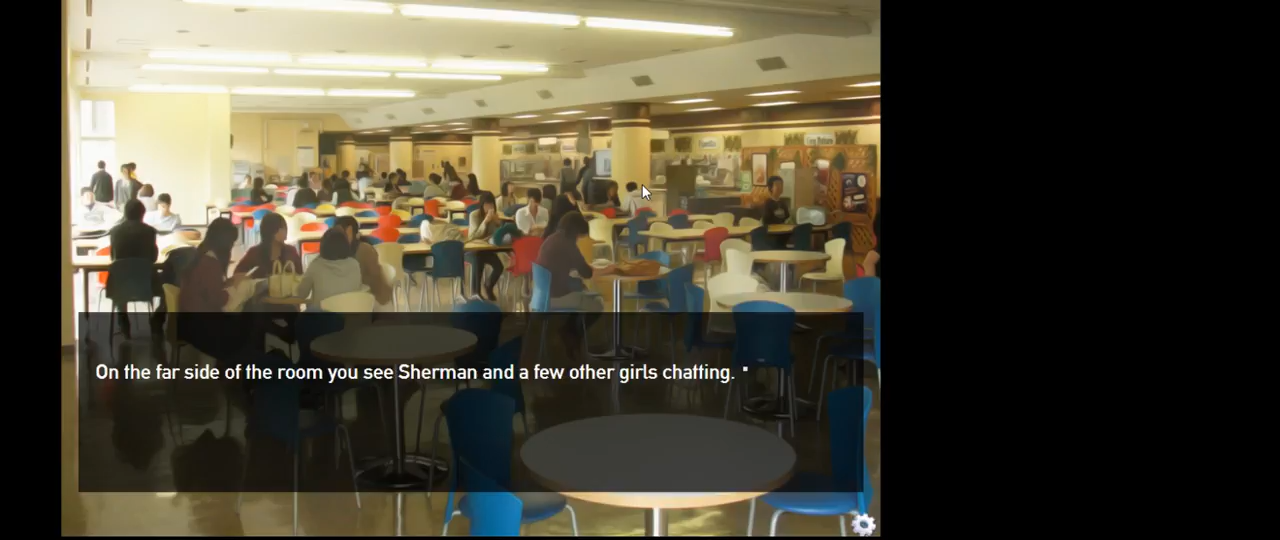 On the far side of the room you see Sherman and a few other girls chatting.